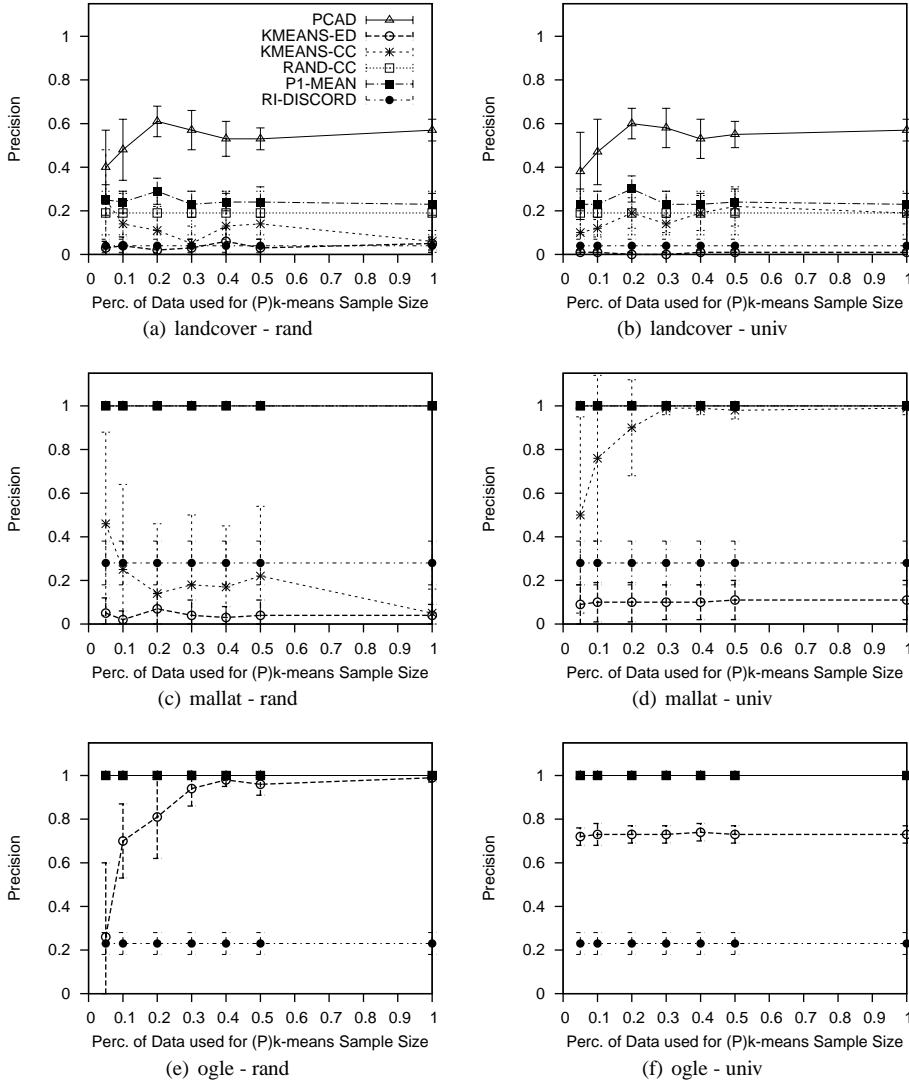 PCAD
KMEANS-ED
KMEANS-CC
RAND-CC
P1-MEAN
RI-DISCORD
Precision
1
0.8
0.6
0.4
0.2
0
0 0.1 0.2 0.3 0.4 0.5 0.6 0.7 0.8 0.9 1
Perc. of Data used for (P)k-means Sample Size
(a) landcover - rand
Precision
1
0.8
0.6
0.4
0.2
0
0 0.1 0.2 0.3 0.4 0.5 0.6 0.7 0.8 0.9 1
Perc. of Data used for (P)k-means Sample Size
(b) landcover - univ
Precision
1
0.8
0.6
0.4
0.2
0
0 0.1 0.2 0.3 0.4 0.5 0.6 0.7 0.8 0.9 1
Perc. of Data used for (P)k-means Sample Size
(c) mallat - rand
Precision
1
0.8
0.6
0.4
0.2
0
0 0.1 0.2 0.3 0.4 0.5 0.6 0.7 0.8 0.9 1
Perc. of Data used for (P)k-means Sample Size
(d) mallat - univ
Precision
1
0.8
0.6
0.4
0.2
0
0 0.1 0.2 0.3 0.4 0.5 0.6 0.7 0.8 0.9 1
Perc. of Data used for (P)k-means Sample Size
(e) ogle - rand
Precision
1
0.8
0.6
0.4
0.2
0
0 0.1 0.2 0.3 0.4 0.5 0.6 0.7 0.8 0.9 1
Perc. of Data used for (P)k-means Sample Size
(f) ogle - univ